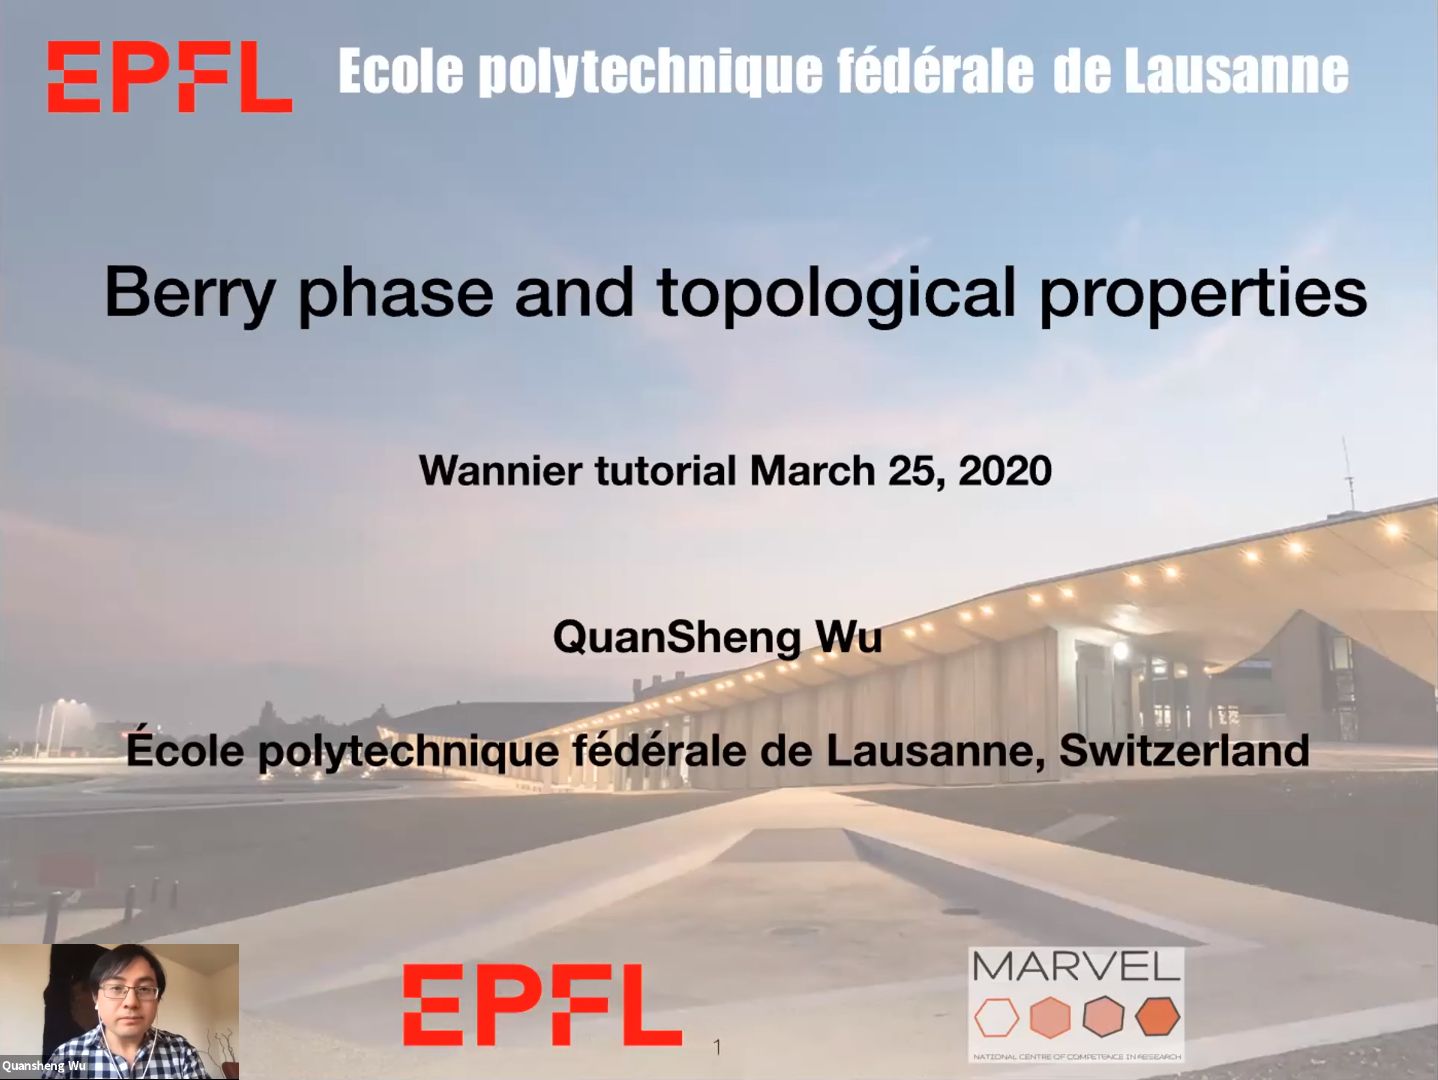 EPFL Ecole polytechnique fédérale de Lausanne
Berry phase and topological properties
Wannier tutorial March 25, 2020
QuanSheng Wu
École polytechnique fédérale de Lausanne, Switzerland
EPFL
1
MARVEL
NATIONAL CENTRE OF COMPETENCE IN RESEARCH
Quansheng Wu